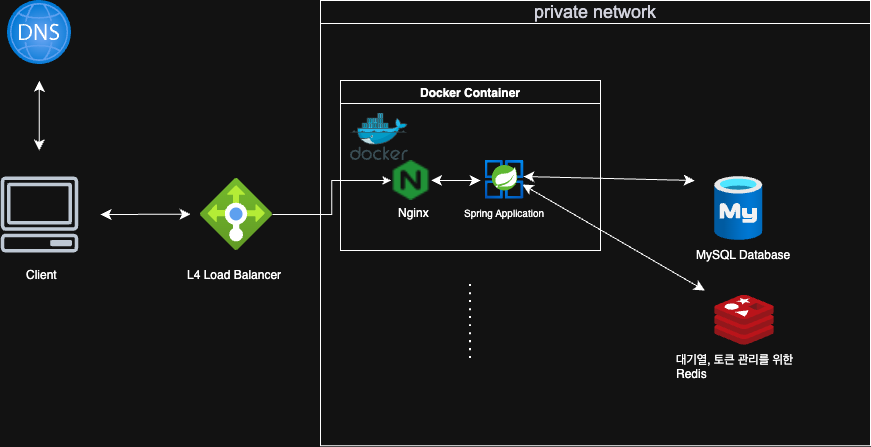 private network
DNS
Docker Container
docker
Nginx
Spring Application
My
MySQL Database
Client
L4 Load Balancer
대기열, 토큰 관리를 위한
Redis